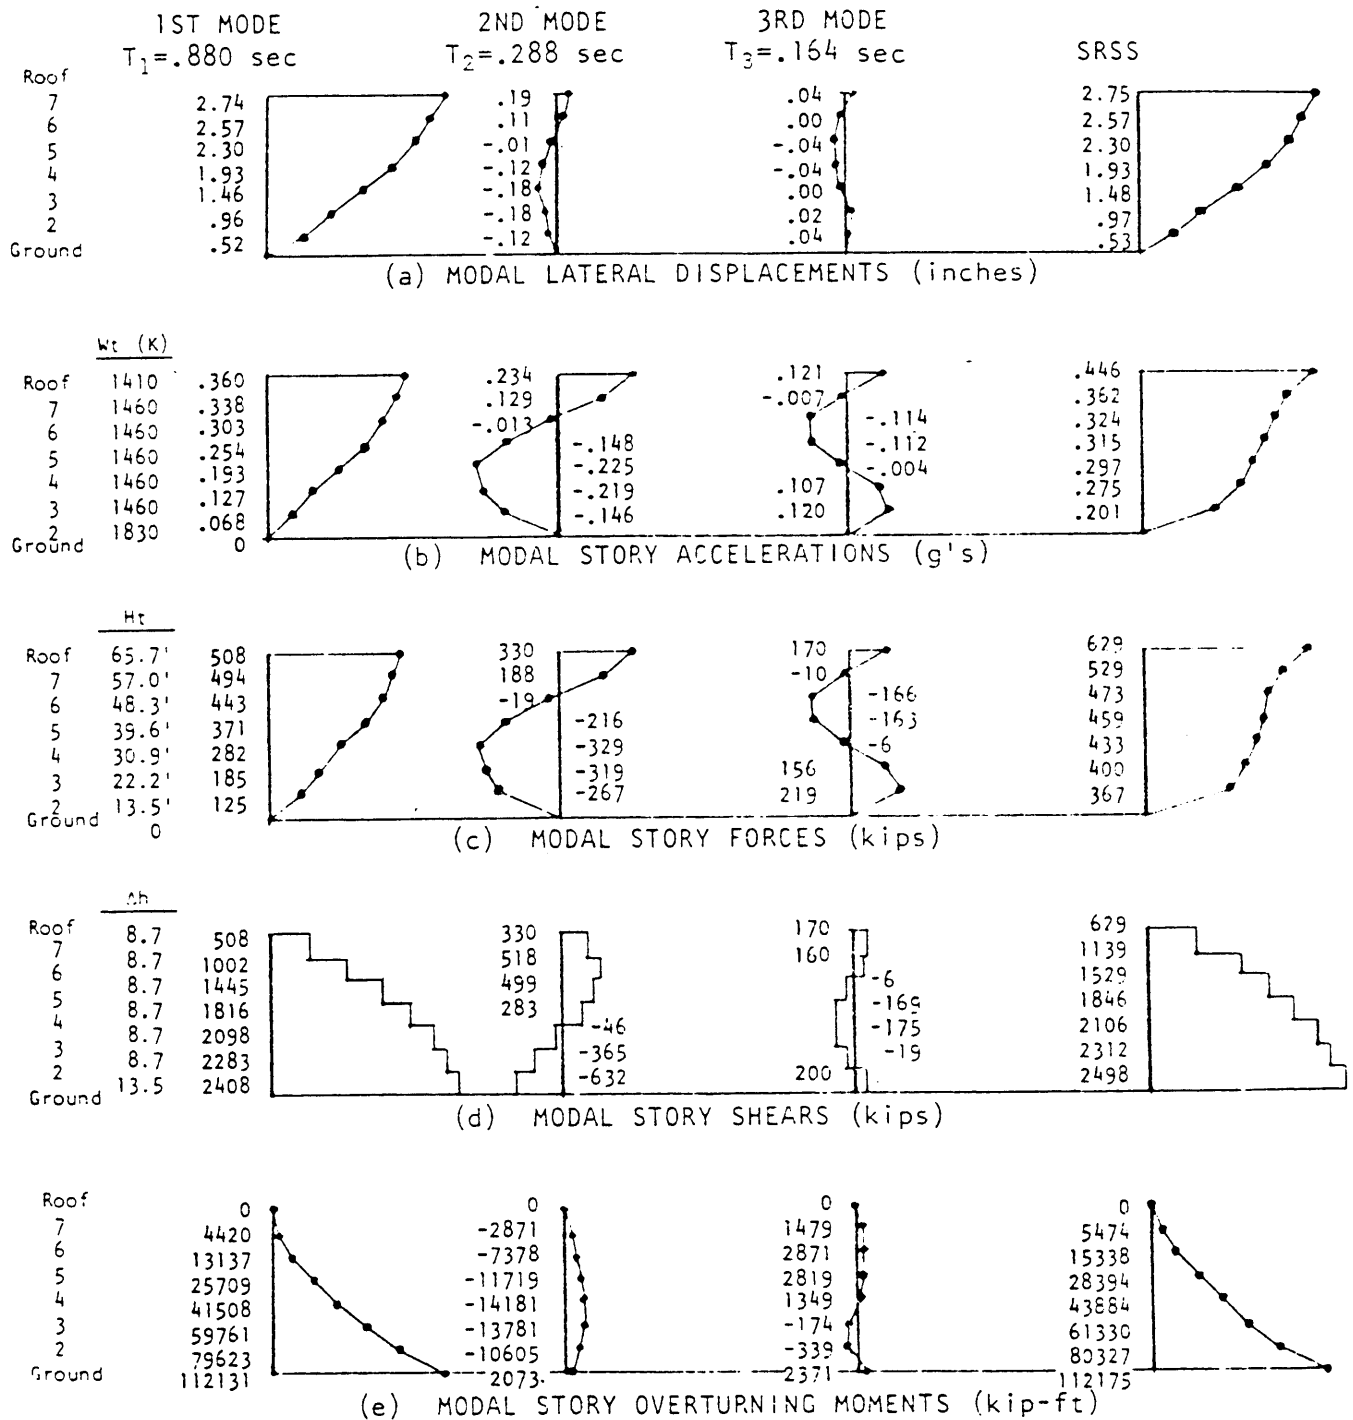 1ST MODE 2ND MODE 3RD MODE
T1=.880 sec T2=.288 sec T3=.164 sec SRSS
Roof
7 2.74 .19 .04 2.75
6 2.57 .11 .00 2.57
5 2.30 -.01 -.04 2.30
4 1.93 -.12 -.04 1.93
3 1.46 -.18 .00 1.48
2 .96 -.18 .02 .97
Ground .52 -.12 .04 .53
(a) MODAL LATERAL DISPLACEMENTS (inches)
Wt (K)
Roof 1410 .360 .234 .121 .446
7 1460 .338 .129 -.007 .362
6 1460 .303 -.013 -.114 .324
5 1460 .254 -.148 -.112 .315
4 1460 .193 -.225 -.004 .297
3 1460 .127 -.219 .107 .275
2 1830 .068 -.146 .120 .201
Ground 0
(b) MODAL STORY ACCELERATIONS (g's)
Ht
Roof 65.7' 508 330 170 629
7 57.0' 494 188 -10 529
6 48.3' 443 -19 -166 473
5 39.6' 371 -216 -163 459
4 30.9' 282 -329 -6 433
3 22.2' 185 -319 156 400
2 13.5' 125 -267 219 367
Ground 0
(c) MODAL STORY FORCES (kips)
Δh
Roof 8.7 508 330 170 629
7 8.7 1002 518 160 1139
6 8.7 1445 499 -6 1529
5 8.7 1816 283 -169 1846
4 8.7 2098 -46 -175 2106
3 8.7 2283 -365 -19 2312
2 13.5 2408 -632 200 2498
Ground
(d) MODAL STORY SHEARS (kips)
Roof 0 0 0 0
7 4420 -2871 1479 5474
6 13137 -7378 2871 15338
5 25709 -11719 2819 28394
4 41508 -14181 1349 43884
3 59761 -13781 -174 61330
2 79623 -10605 -339 80327
Ground 112131 2073 2371 112175
(e) MODAL STORY OVERTURNING MOMENTS (kip-ft)